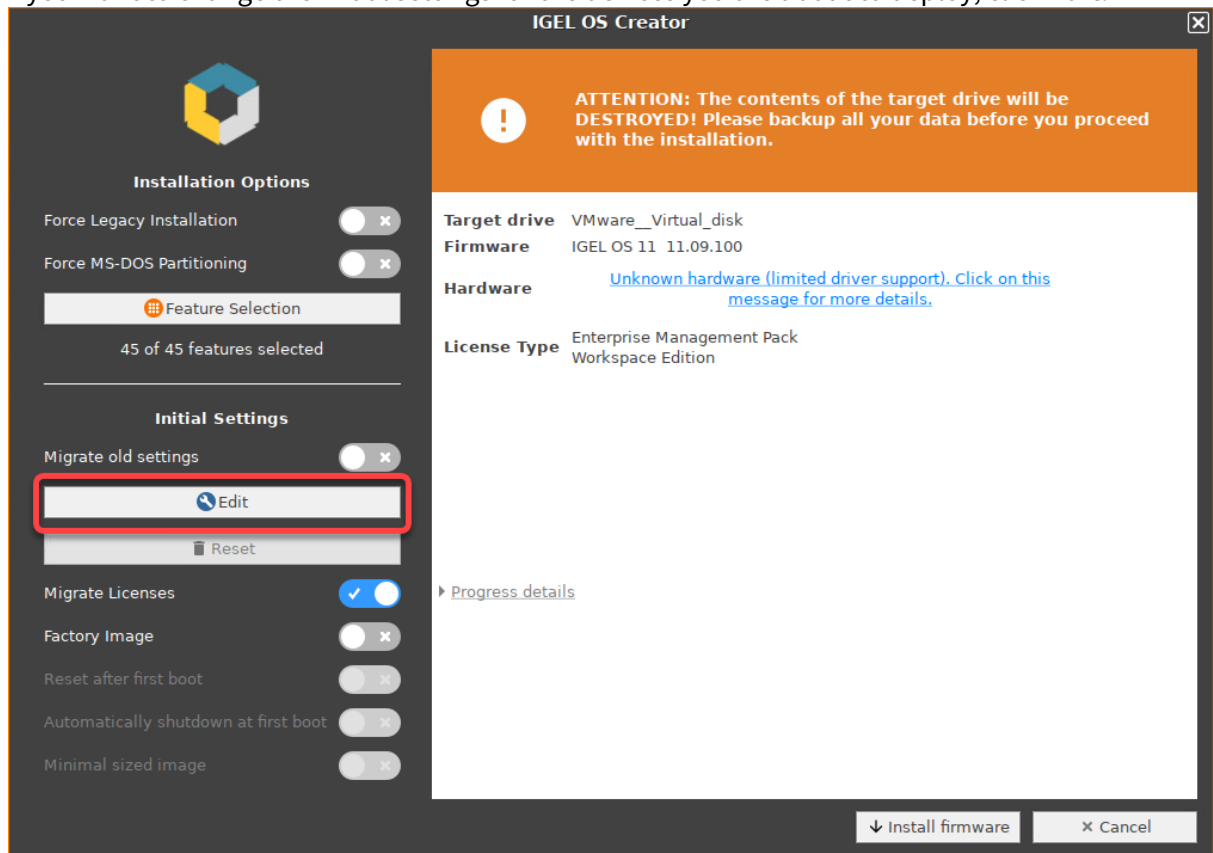 IGEL OS Creator
ATTENTION: The contents of the target drive will be
DESTROYED! Please backup all your data before you proceed
with the installation.
Installation Options
Force Legacy Installation
Force MS-DOS Partitioning
Feature Selection
45 of 45 features selected
Initial Settings
Migrate old settings
Edit
Reset
Migrate Licenses
Factory Image
Reset after first boot
Automatically shutdown at first boot
Minimal sized image
Target drive VMware__Virtual_disk
Firmware IGEL OS 11 11.09.100
Hardware Unknown hardware (limited driver support). Click on this
message for more details.
License Type Enterprise Management Pack
Workspace Edition
Progress details
Install firmware
Cancel